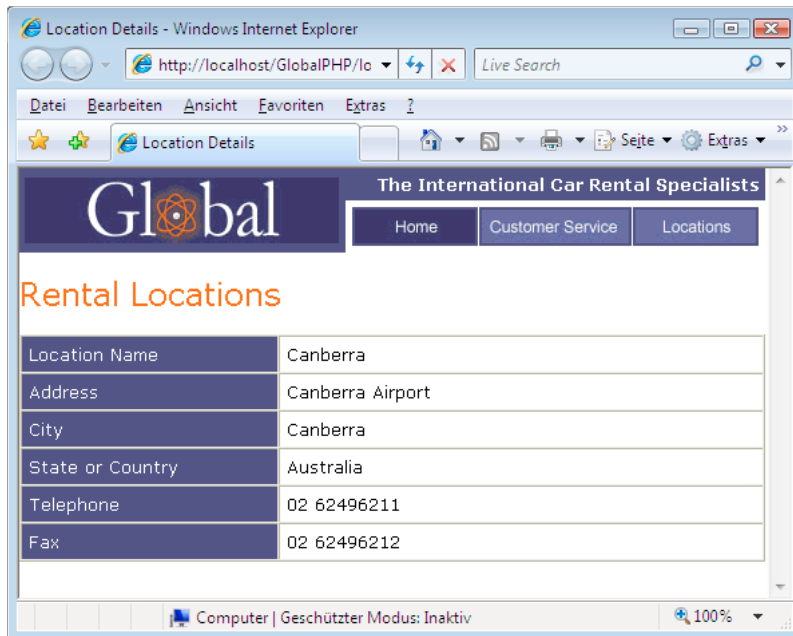 Location Details - Windows Internet Explorer
http://localhost/GlobalPHP/lo
Live Search
Datei Bearbeiten Ansicht Favoriten Extras ?
Location Details
Seite
Extras
Global
The International Car Rental Specialists
Home Customer Service Locations
Rental Locations
Location Name Canberra
Address Canberra Airport
City Canberra
State or Country Australia
Telephone 02 62496211
Fax 02 62496212
Computer | Geschützter Modus: Inaktiv
100%